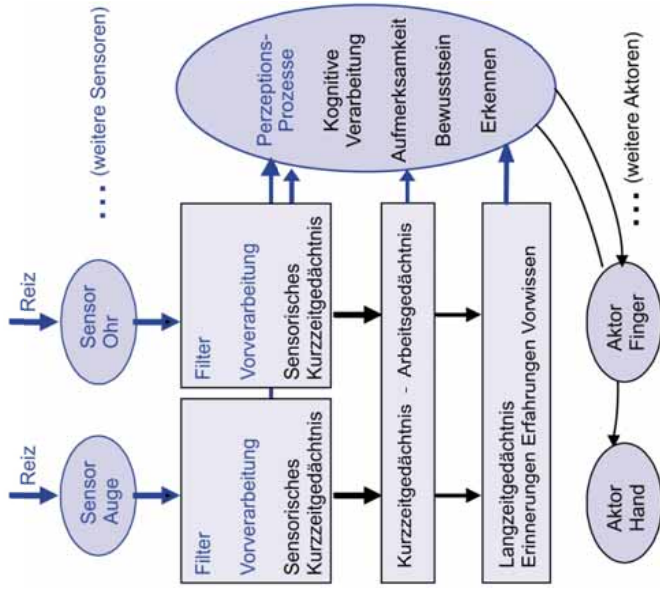 Reiz
Reiz
Sensor
Auge
Sensor
Ohr
... (weitere Sensoren)
Filter
Vorverarbeitung
Sensorisches
Kurzzeitgedächtnis
Filter
Vorverarbeitung
Sensorisches
Kurzzeitgedächtnis
Perzeptions-
Prozesse
Kognitive
Verarbeitung
Aufmerksamkeit
Bewusstsein
Erkennen
Kurzzeitgedächtnis - Arbeitsgedächtnis
Langzeitgedächtnis
Erinnerungen Erfahrungen Vorwissen
Aktor
Hand
Aktor
Finger
... (weitere Aktoren)